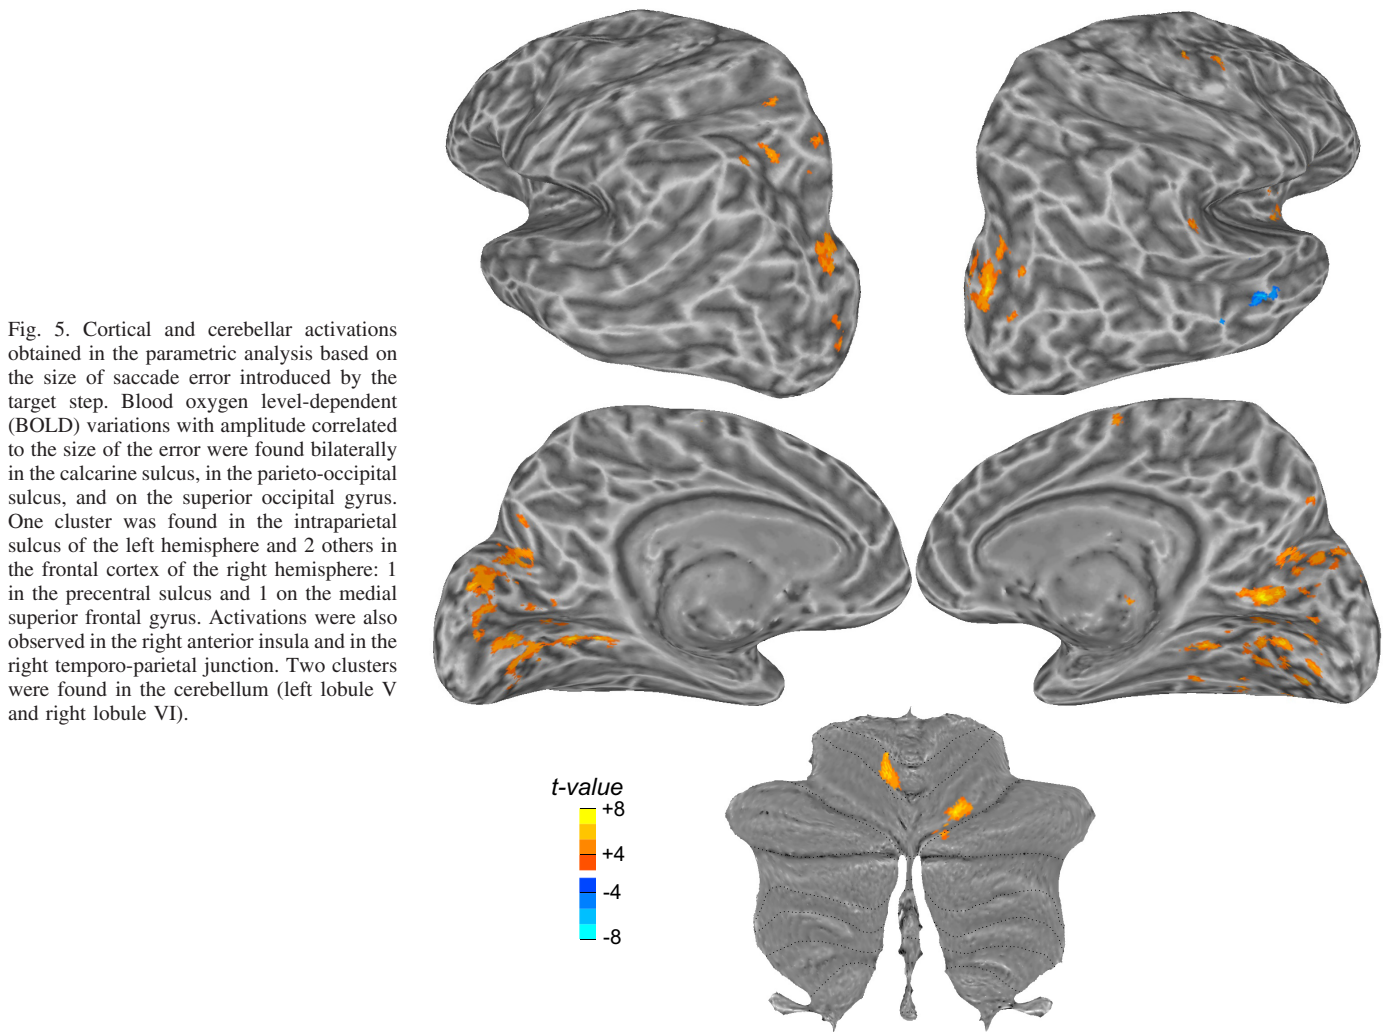 Fig. 5. Cortical and cerebellar activations
obtained in the parametric analysis based on
the size of saccade error introduced by the
target step. Blood oxygen level-dependent
(BOLD) variations with amplitude correlated
to the size of the error were found bilaterally
in the calcarine sulcus, in the parieto-occipital
sulcus, and on the superior occipital gyrus.
One cluster was found in the intraparietal
sulcus of the left hemisphere and 2 others in
the frontal cortex of the right hemisphere: 1
in the precentral sulcus and 1 on the medial
superior frontal gyrus. Activations were also
observed in the right anterior insula and in the
right temporo-parietal junction. Two clusters
were found in the cerebellum (left lobule V
and right lobule VI).
t-value
+8
+4
-4
-8